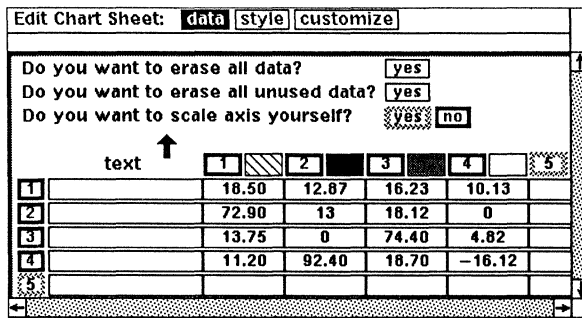 Edit Chart Sheet: data style customize
Do you want to erase all data? yes
Do you want to erase all unused data? yes
Do you want to scale axis yourself? yes no
text 1 2 3 4 5
1 18.50 12.87 16.23 10.13
2 72.90 13 18.12 0
3 13.75 0 74.40 4.82
4 11.20 92.40 18.70 −16.12
5